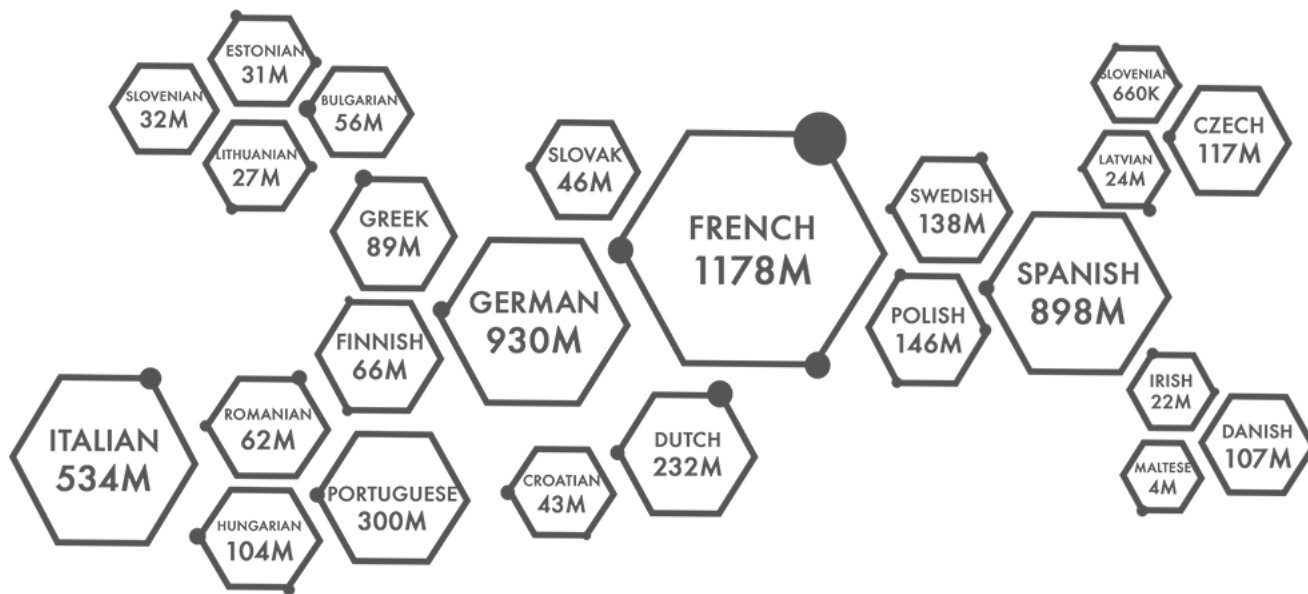 ESTONIAN
31M
SLOVENIAN
32M
BULGARIAN
56M
LITHUANIAN
27M
GREEK
89M
SLOVAK
46M
FRENCH
1178M
SWEDISH
138M
SLOVENIAN
660K
CZECH
117M
LATVIAN
24M
GERMAN
930M
FINNISH
66M
POLISH
146M
SPANISH
898M
ITALIAN
534M
ROMANIAN
62M
PORTUGUESE
300M
HUNGARIAN
104M
CROATIAN
43M
DUTCH
232M
IRISH
22M
DANISH
107M
MALTESE
4M